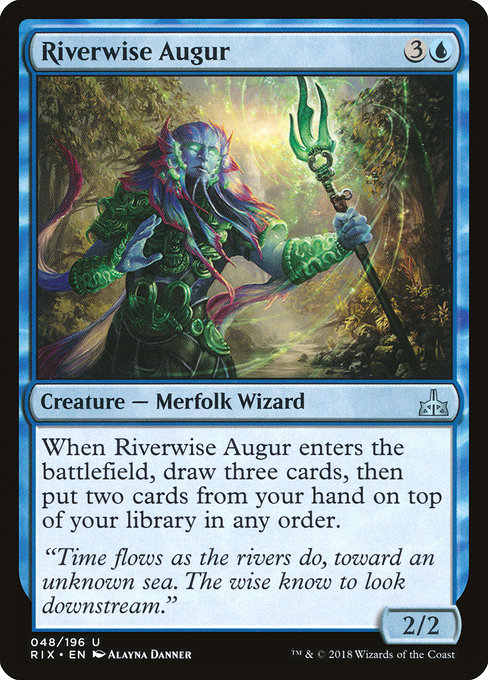 Riverwise Augur 3
Creature — Merfolk Wizard
When Riverwise Augur enters the
battlefield, draw three cards, then
put two cards from your hand on top
of your library in any order.
“Time flows as the rivers do, toward an
unknown sea. The wise know to look
downstream.”
2/2
048/196 U
RIX • EN Alayna Danner
™ & © 2018 Wizards of the Coast